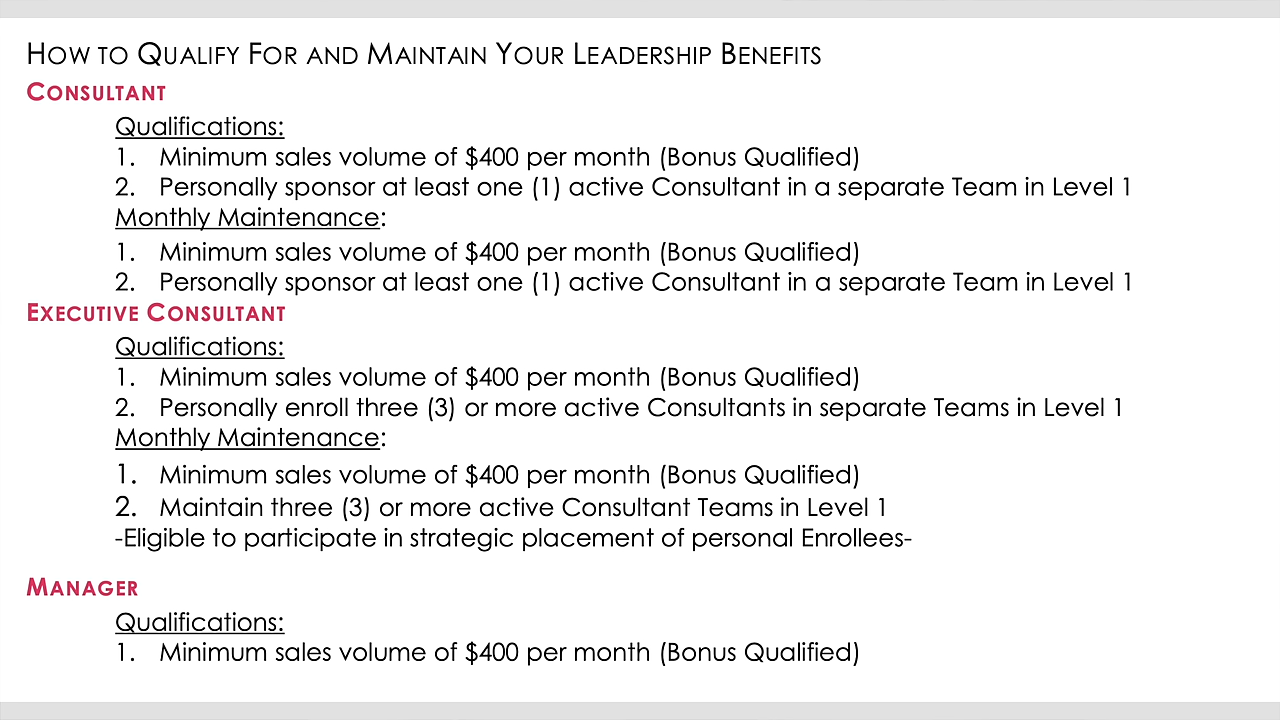 How to Qualify For and Maintain Your Leadership Benefits
Consultant
Qualifications:
1. Minimum sales volume of $400 per month (Bonus Qualified)
2. Personally sponsor at least one (1) active Consultant in a separate Team in Level 1
Monthly Maintenance:
1. Minimum sales volume of $400 per month (Bonus Qualified)
2. Personally sponsor at least one (1) active Consultant in a separate Team in Level 1
Executive Consultant
Qualifications:
1. Minimum sales volume of $400 per month (Bonus Qualified)
2. Personally enroll three (3) or more active Consultants in separate Teams in Level 1
Monthly Maintenance:
1. Minimum sales volume of $400 per month (Bonus Qualified)
2. Maintain three (3) or more active Consultant Teams in Level 1
-Eligible to participate in strategic placement of personal Enrollees-
Manager
Qualifications:
1. Minimum sales volume of $400 per month (Bonus Qualified)